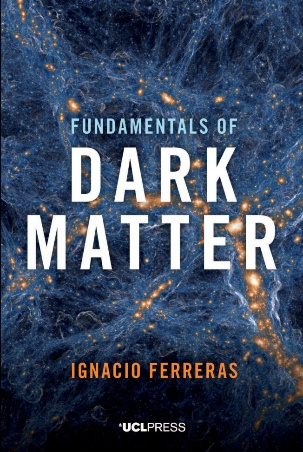 FUNDAMENTALS OF
DARK
MATTER
IGNACIO FERRERAS
UCLPRESS